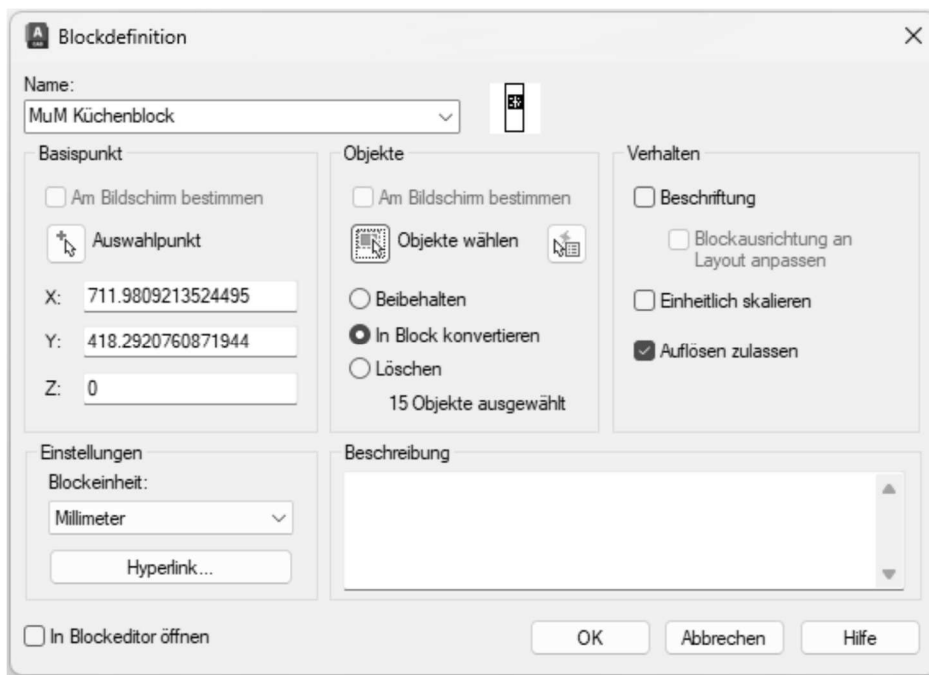 Blockdefinition
Name:
MuM Küchenblock
Basispunkt
Am Bildschirm bestimmen
Auswahlpunkt
X: 711.9809213524495
Y: 418.2920760871944
Z: 0
Objekte
Am Bildschirm bestimmen
Objekte wählen
Beibehalten
In Block konvertieren
Löschen
15 Objekte ausgewählt
Verhalten
Beschriftung
Blockausrichtung an
Layout anpassen
Einheitlich skalieren
Auflösen zulassen
Einstellungen
Blockeinheit:
Millimeter
Hyperlink...
Beschreibung
In Blockeditor öffnen
OK
Abbrechen
Hilfe